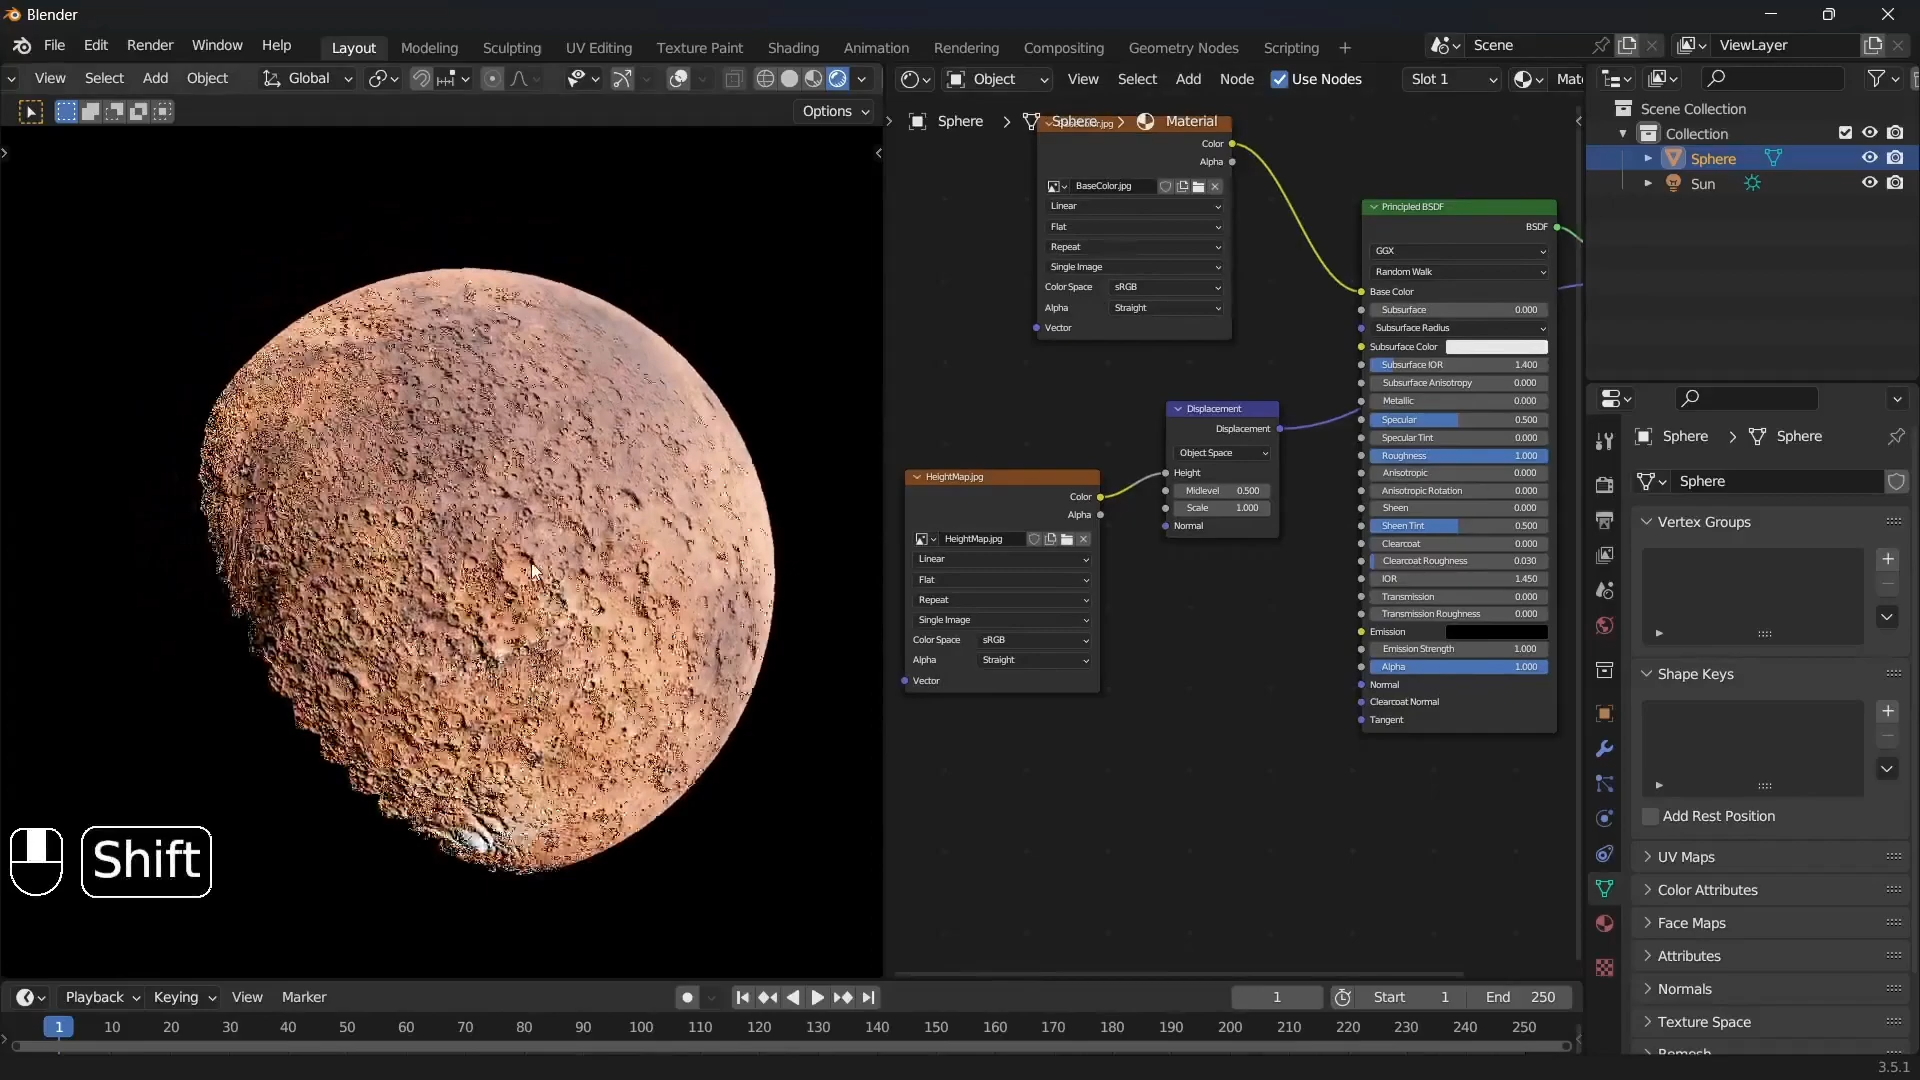 Blender
File Edit Render Window Help Layout Modeling Sculpting UV Editing Texture Paint Shading Animation Rendering Compositing Geometry Nodes Scripting + Scene ViewLayer
View Select Add Object Global
Options
Object View Select Add Node Use Nodes Slot 1 Mat
Sphere > Sphere > Material
Color
Alpha
BaseColor.jpg
Linear
Flat
Repeat
Single Image
Color Space sRGB
Alpha Straight
Vector
HeightMap.jpg
Color
Alpha
HeightMap.jpg
Linear
Flat
Repeat
Single Image
Color Space sRGB
Alpha Straight
Vector
Displacement
Displacement
Object Space
Height
Midlevel 0.500
Scale 1.000
Normal
Principled BSDF
BSDF
GGX
Random Walk
Base Color
Subsurface 0.000
Subsurface Radius
Subsurface Color
Subsurface IOR 1.400
Subsurface Anisotropy 0.000
Metallic 0.000
Specular 0.500
Specular Tint 0.000
Roughness 1.000
Anisotropic 0.000
Anisotropic Rotation 0.000
Sheen 0.000
Sheen Tint 0.500
Clearcoat 0.000
Clearcoat Roughness 0.030
IOR 1.450
Transmission 0.000
Transmission Roughness 0.000
Emission
Emission Strength 1.000
Alpha 1.000
Normal
Clearcoat Normal
Tangent
Scene Collection
Collection
Sphere
Sun
Sphere > Sphere
Sphere
Vertex Groups
Shape Keys
Add Rest Position
UV Maps
Color Attributes
Face Maps
Attributes
Normals
Texture Space
Remesh
Shift
Playback Keying View Marker 1 Start 1 End 250
1 10 20 30 40 50 60 70 80 90 100 110 120 130 140 150 160 170 180 190 200 210 220 230 240 250
3.5.1